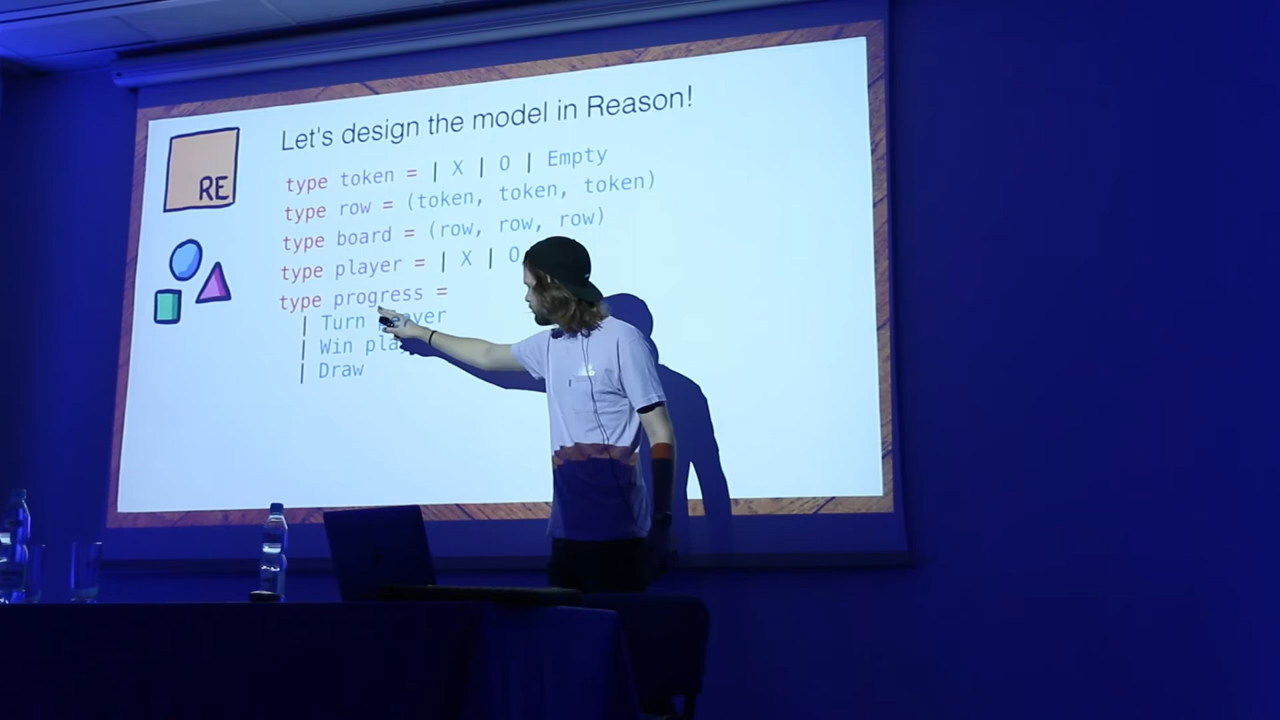 Let's design the model in Reason!
RE
type token = | X | O | Empty
type row = (token, token, token)
type board = (row, row, row)
type player = | X | O
type progress =
| Turn player
| Win
| Draw